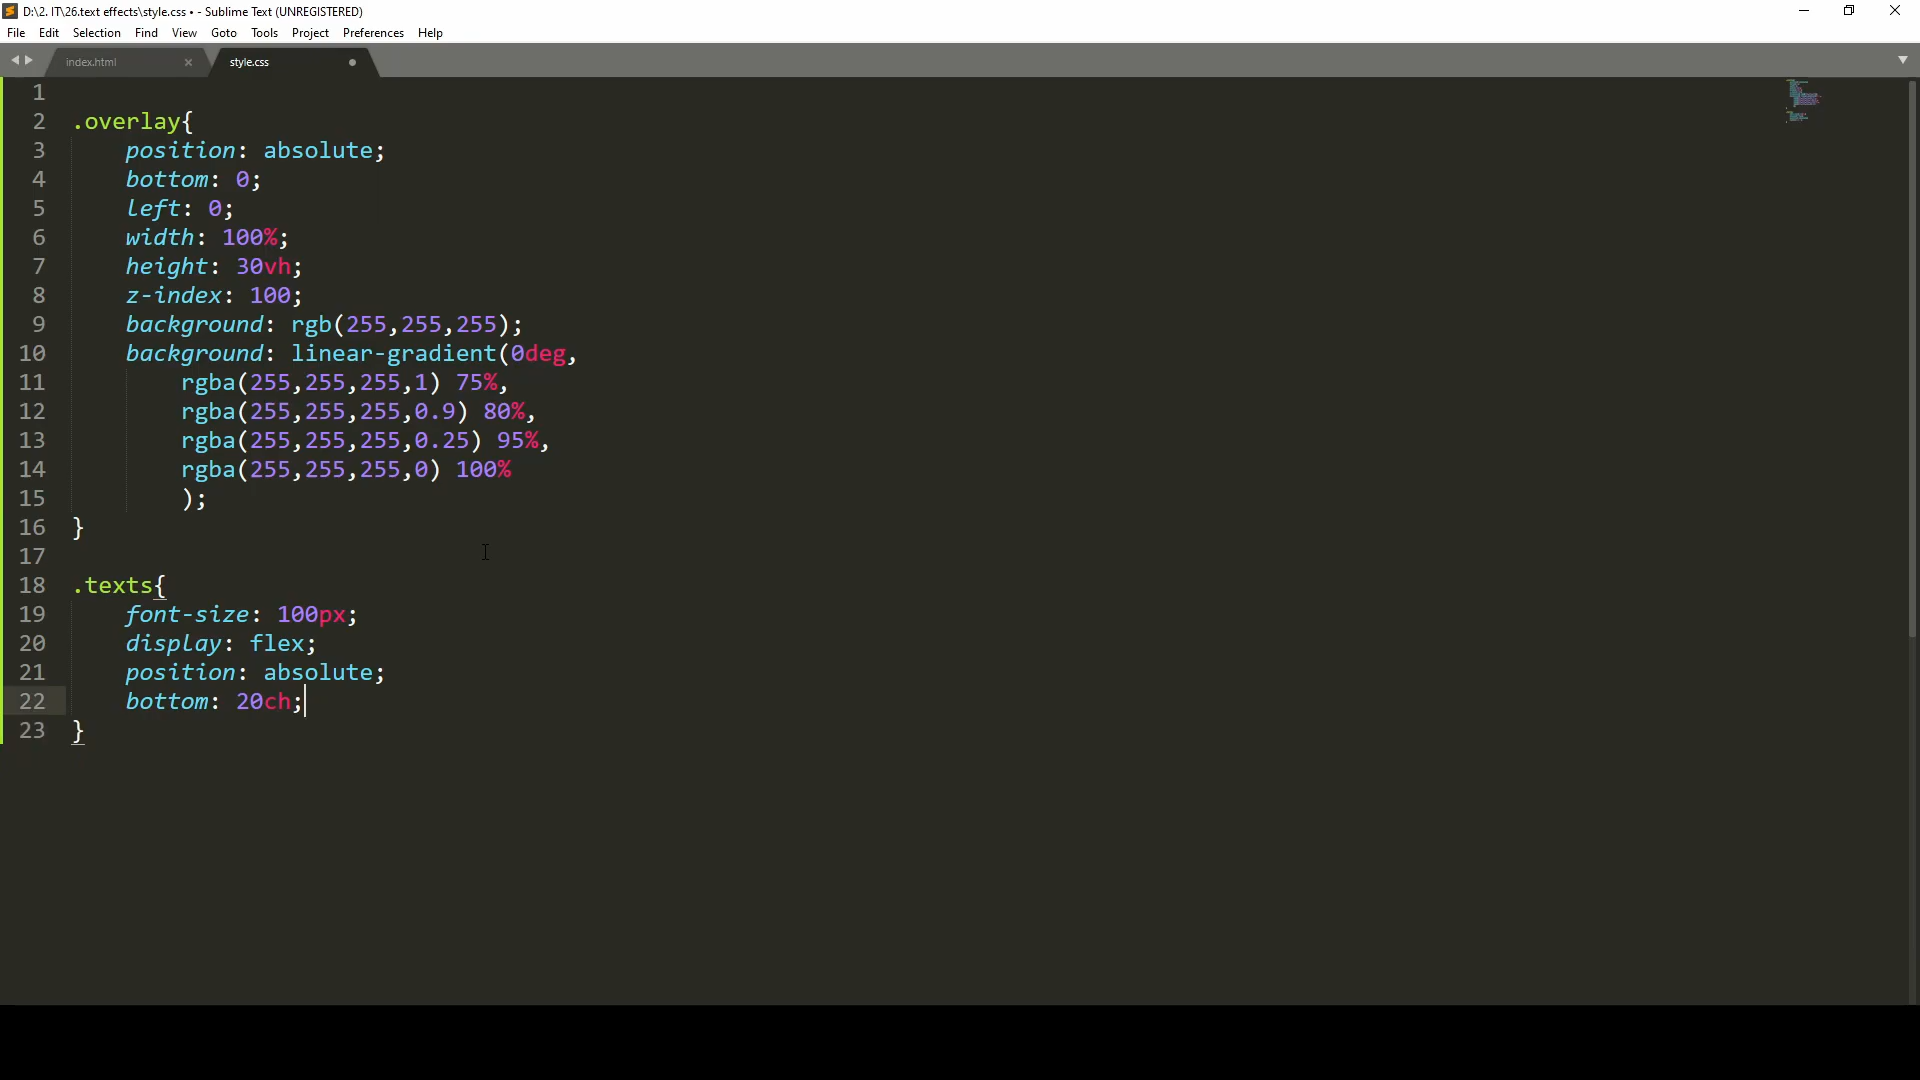 D:\2. IT\26.text effects\style.css • - Sublime Text (UNREGISTERED)
File Edit Selection Find View Goto Tools Project Preferences Help
index.html style.css
1
2 .overlay{
3 position: absolute;
4 bottom: 0;
5 left: 0;
6 width: 100%;
7 height: 30vh;
8 z-index: 100;
9 background: rgb(255,255,255);
10 background: linear-gradient(0deg,
11 rgba(255,255,255,1) 75%,
12 rgba(255,255,255,0.9) 80%,
13 rgba(255,255,255,0.25) 95%,
14 rgba(255,255,255,0) 100%
15 );
16 }
17
18 .texts{
19 font-size: 100px;
20 display: flex;
21 position: absolute;
22 bottom: 20ch;
23 }